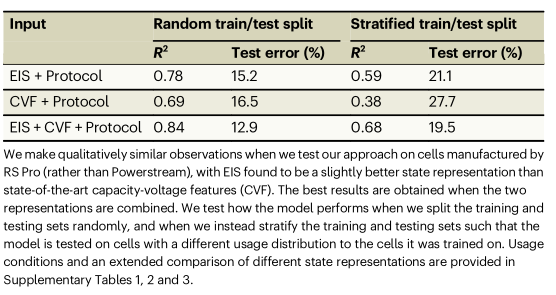 Input Random train/test split Stratified train/test split
R² Test error (%) R² Test error (%)
EIS + Protocol 0.78 15.2 0.59 21.1
CVF + Protocol 0.69 16.5 0.38 27.7
EIS + CVF + Protocol 0.84 12.9 0.68 19.5
We make qualitatively similar observations when we test our approach on cells manufactured by
RS Pro (rather than Powerstream), with EIS found to be a slightly better state representation than
state-of-the-art capacity-voltage features (CVF). The best results are obtained when the two
representations are combined. We test how the model performs when we split the training and
testing sets randomly, and when we instead stratify the training and testing sets such that the
model is tested on cells with a different usage distribution to the cells it was trained on. Usage
conditions and an extended comparison of different state representations are provided in
Supplementary Tables 1, 2 and 3.